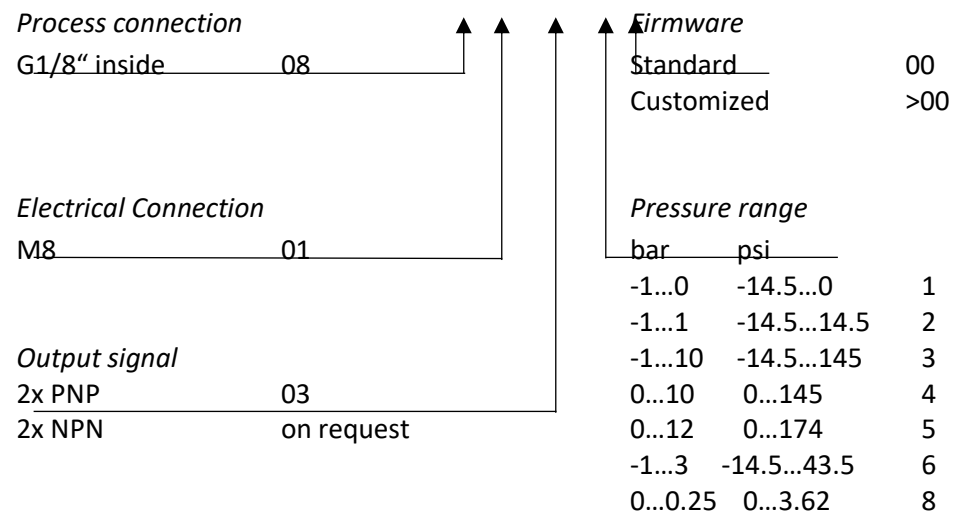 Process connection
G1/8“ inside 08
Electrical Connection
M8 01
Output signal
2x PNP 03
2x NPN on request
Firmware
Standard 00
Customized >00
Pressure range
bar psi
-1...0 -14.5...0 1
-1...1 -14.5...14.5 2
-1...10 -14.5...145 3
0...10 0...145 4
0...12 0...174 5
-1...3 -14.5...43.5 6
0...0.25 0...3.62 8